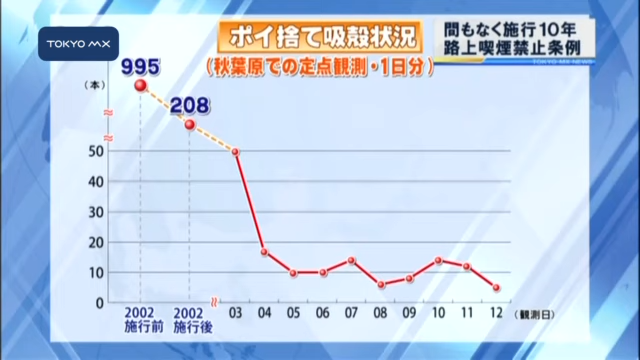 TOKYO MX
ポイ捨て吸殻状況
(秋葉原での定点観測・1日分)
間もなく施行10年
路上喫煙禁止条例
TOKYO MX NEWS
(本)
995
208
50
40
30
20
10
0
2002
施行前
2002
施行後
03 04 05 06 07 08 09 10 11 12 (観測日)